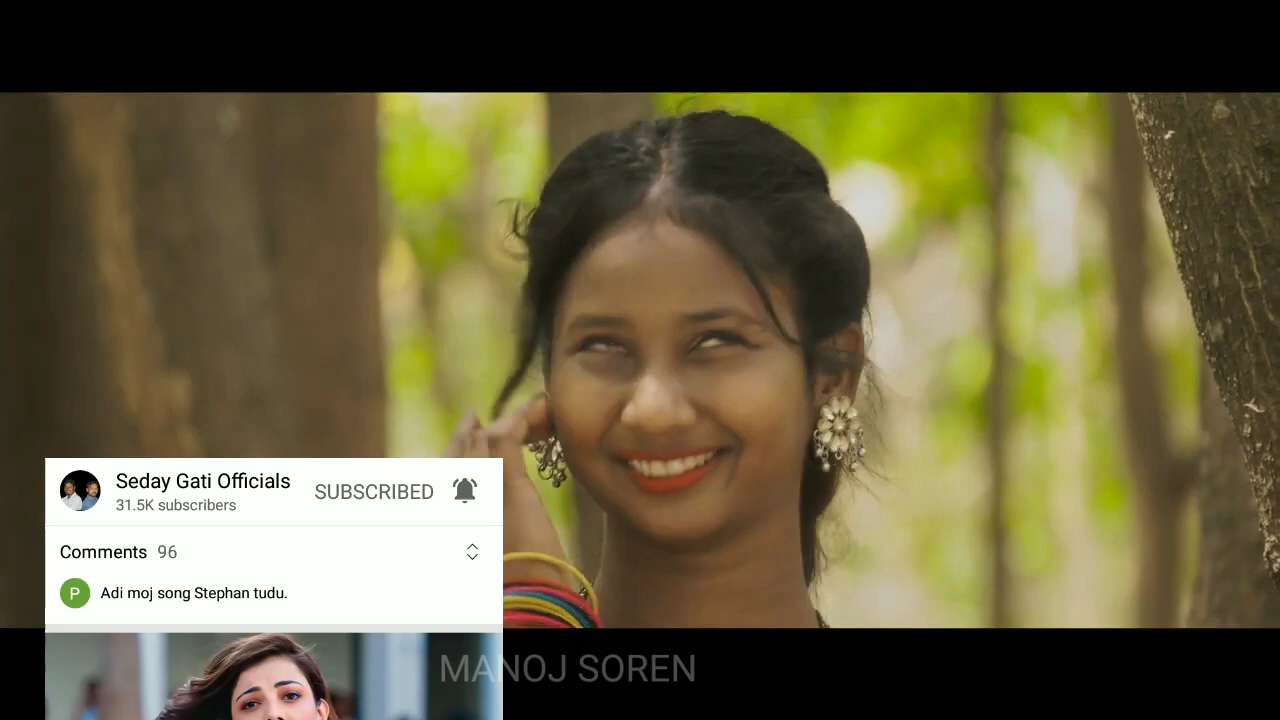 Seday Gati Officials
31.5K subscribers
SUBSCRIBED
Comments 96
P
Adi moj song Stephan tudu.
MANOJ SOREN